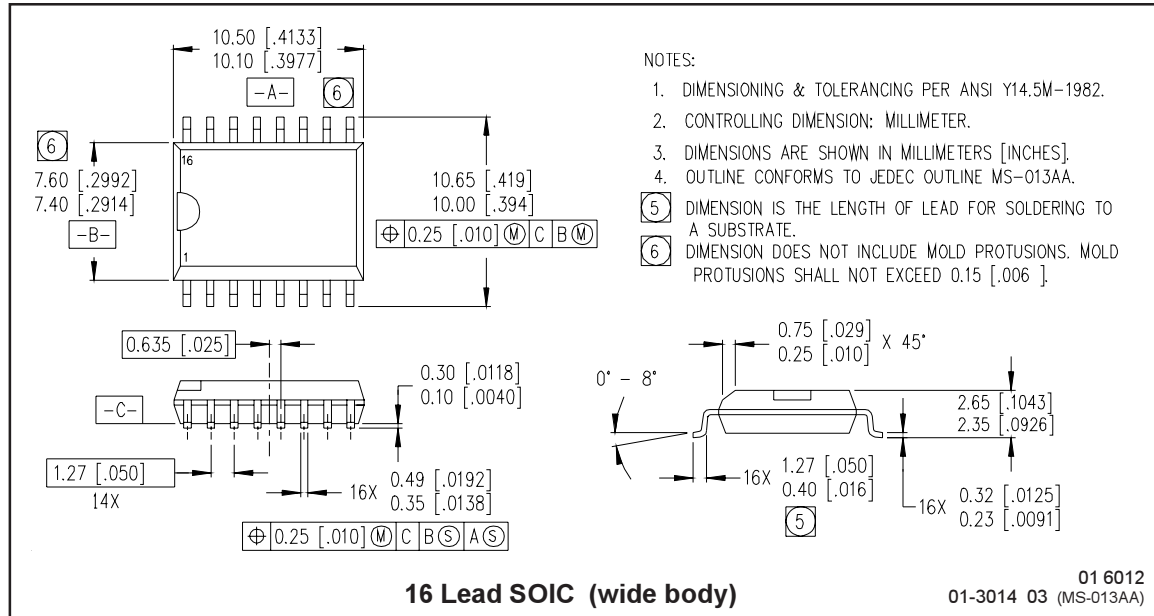 10.50 [.4133]
10.10 [.3977]
-A-
6
6
7.60 [.2992]
7.40 [.2914]
-B-
16
1
10.65 [.419]
10.00 [.394]
⌖ 0.25 [.010] Ⓜ C B Ⓜ
NOTES:
1. DIMENSIONING & TOLERANCING PER ANSI Y14.5M-1982.
2. CONTROLLING DIMENSION: MILLIMETER.
3. DIMENSIONS ARE SHOWN IN MILLIMETERS [INCHES].
4. OUTLINE CONFORMS TO JEDEC OUTLINE MS-013AA.
5 DIMENSION IS THE LENGTH OF LEAD FOR SOLDERING TO
A SUBSTRATE.
6 DIMENSION DOES NOT INCLUDE MOLD PROTUSIONS. MOLD
PROTUSIONS SHALL NOT EXCEED 0.15 [.006 ].
0.635 [.025]
-C-
0.30 [.0118]
0.10 [.0040]
1.27 [.050]
14X
16X 0.49 [.0192]
0.35 [.0138]
⌖ 0.25 [.010] Ⓜ C B Ⓢ A Ⓢ
0.75 [.029]
0.25 [.010] X 45°
0° - 8°
2.65 [.1043]
2.35 [.0926]
16X 1.27 [.050]
0.40 [.016]
5
16X 0.32 [.0125]
0.23 [.0091]
16 Lead SOIC (wide body)
01 6012
01-3014 03 (MS-013AA)